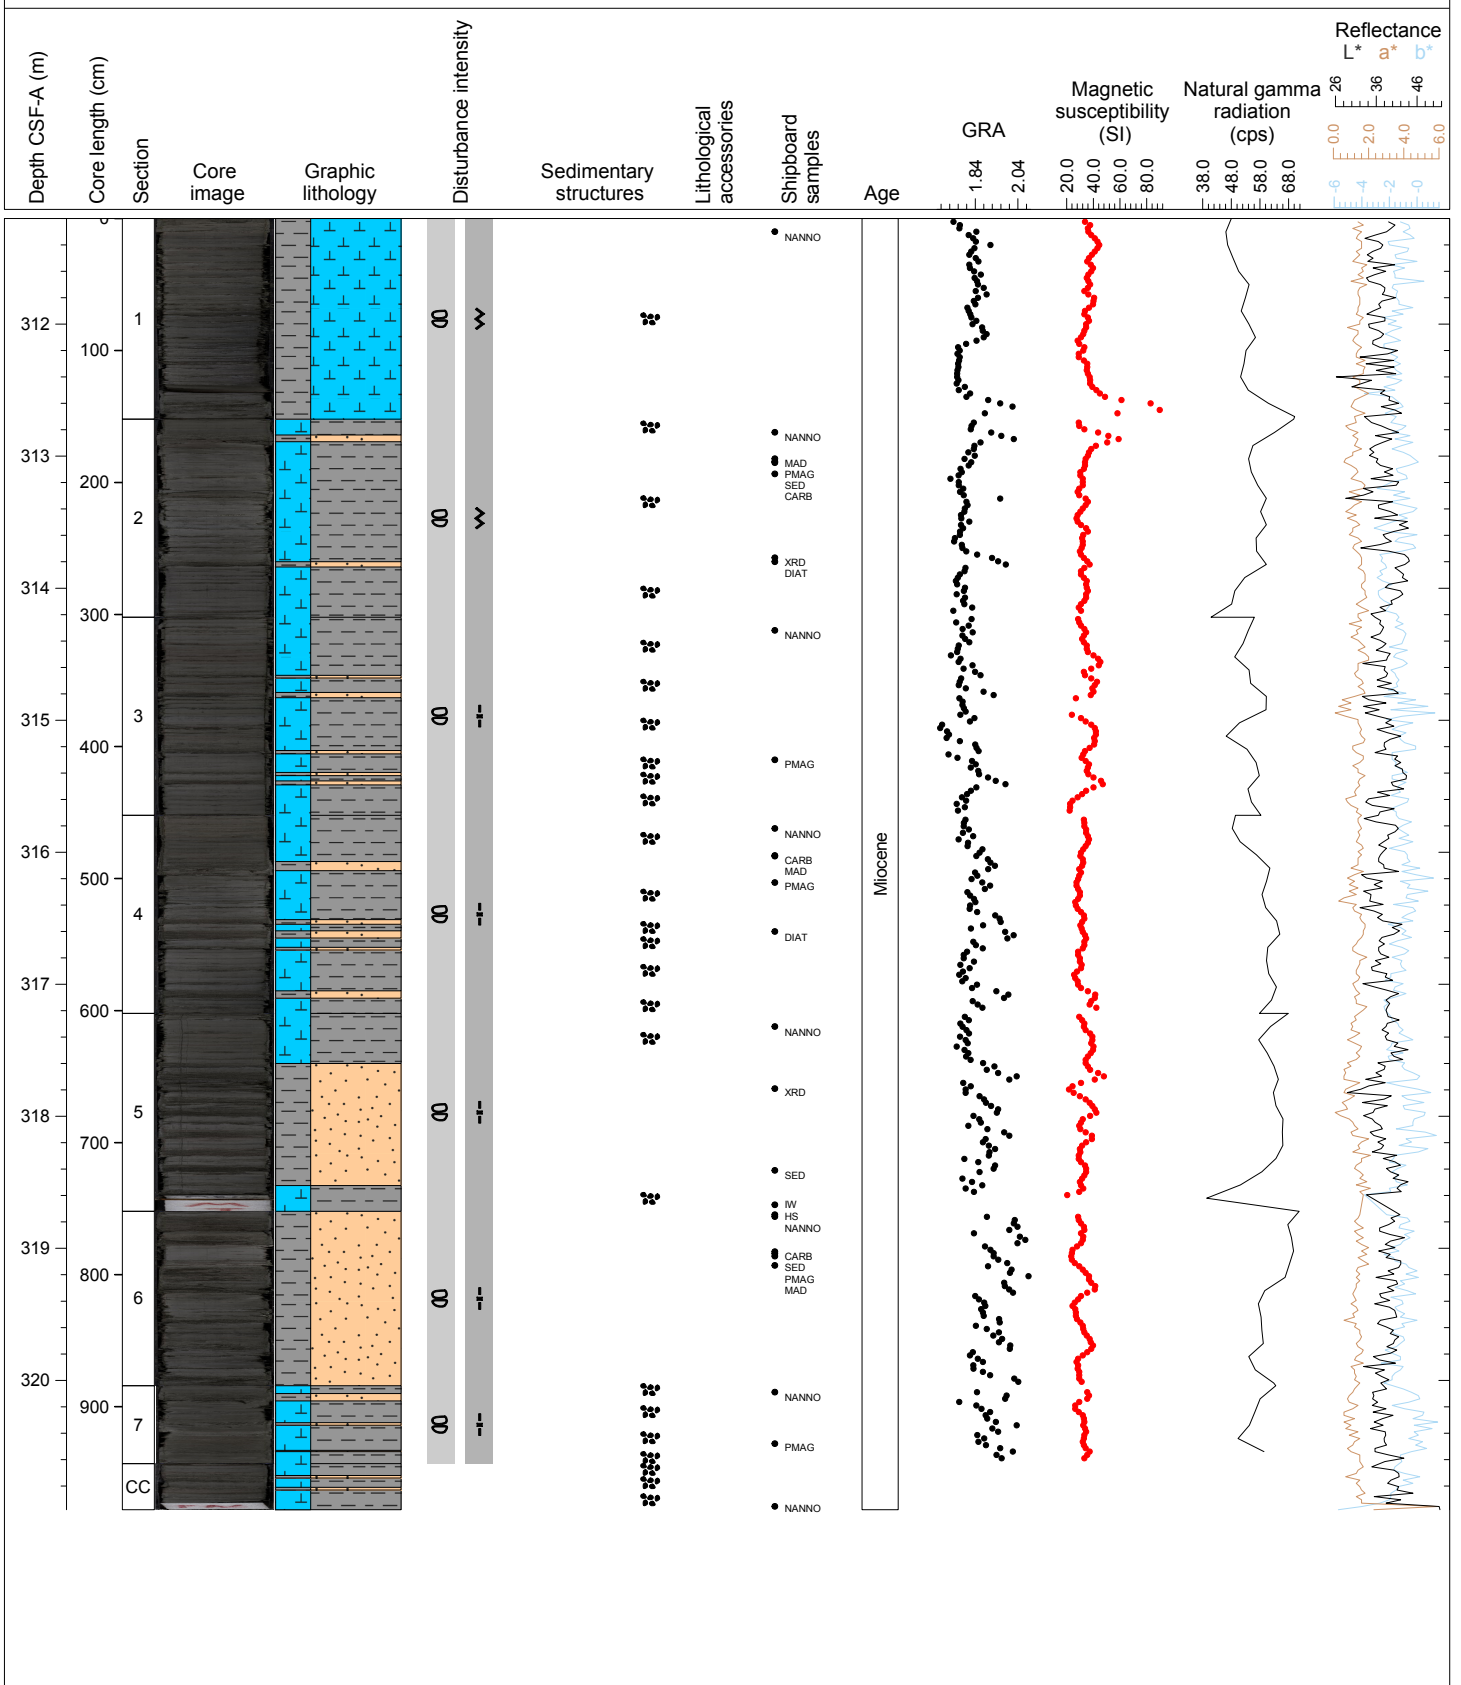 Depth CSF-A (m)
Core length (cm)
Section
Core image
Graphic lithology
Disturbance intensity
Sedimentary structures
Lithological accessories
Shipboard samples
Age
GRA
1.84 2.04
Magnetic susceptibility (SI)
20.0 40.0 60.0 80.0
Natural gamma radiation (cps)
38.0 48.0 58.0 68.0
Reflectance
L* a* b*
26 36 46
0.0 2.0 4.0 6.0
-6 -4 -2 -0
0
NANNO
312
1
100
NANNO
313
MAD
PMAG
200
SED
CARB
2
XRD
DIAT
314
300
NANNO
315
3
400
PMAG
NANNO
316
CARB
MAD
500
PMAG
Miocene
4
DIAT
317
600
NANNO
XRD
318
5
700
SED
IW
HS
NANNO
319
CARB
SED
800
PMAG
MAD
6
320
NANNO
900
7
PMAG
CC
NANNO